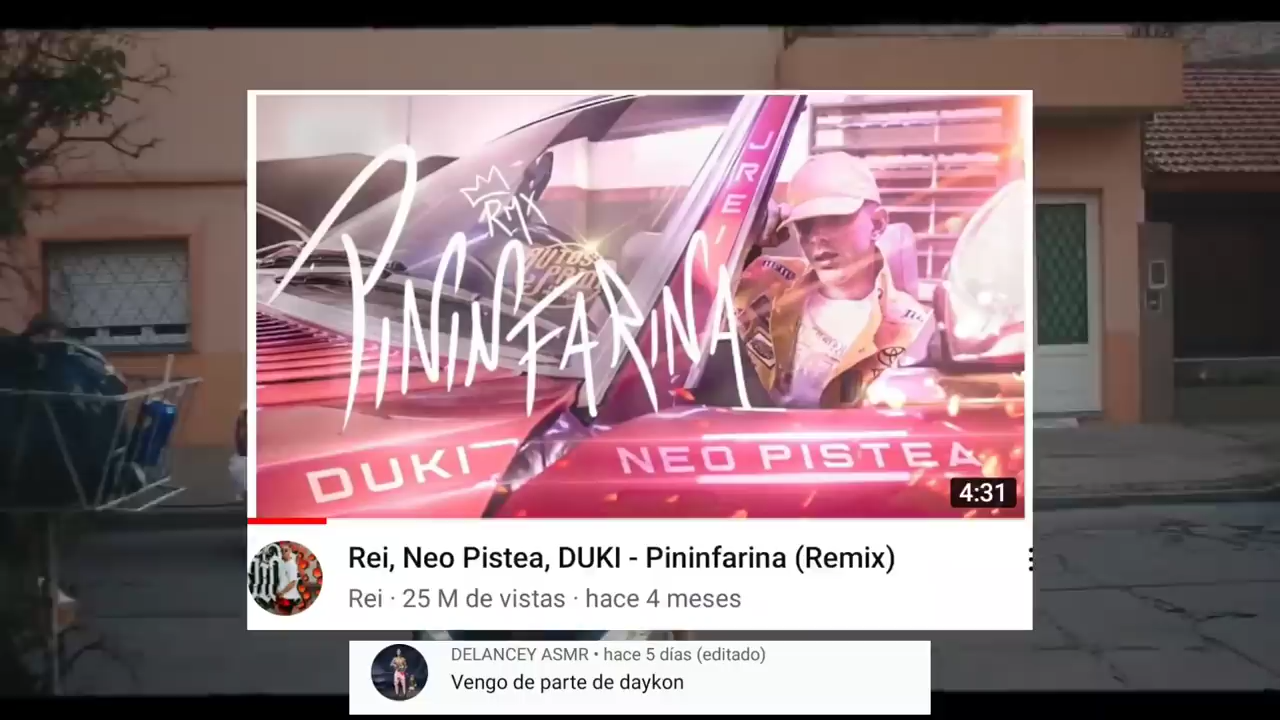 RMX
PININFARINA
UREÍ
DUKI
NEO PISTEA
4:31
Rei, Neo Pistea, DUKI - Pininfarina (Remix)
Rei · 25 M de vistas · hace 4 meses
DELANCEY ASMR • hace 5 días (editado)
Vengo de parte de daykon